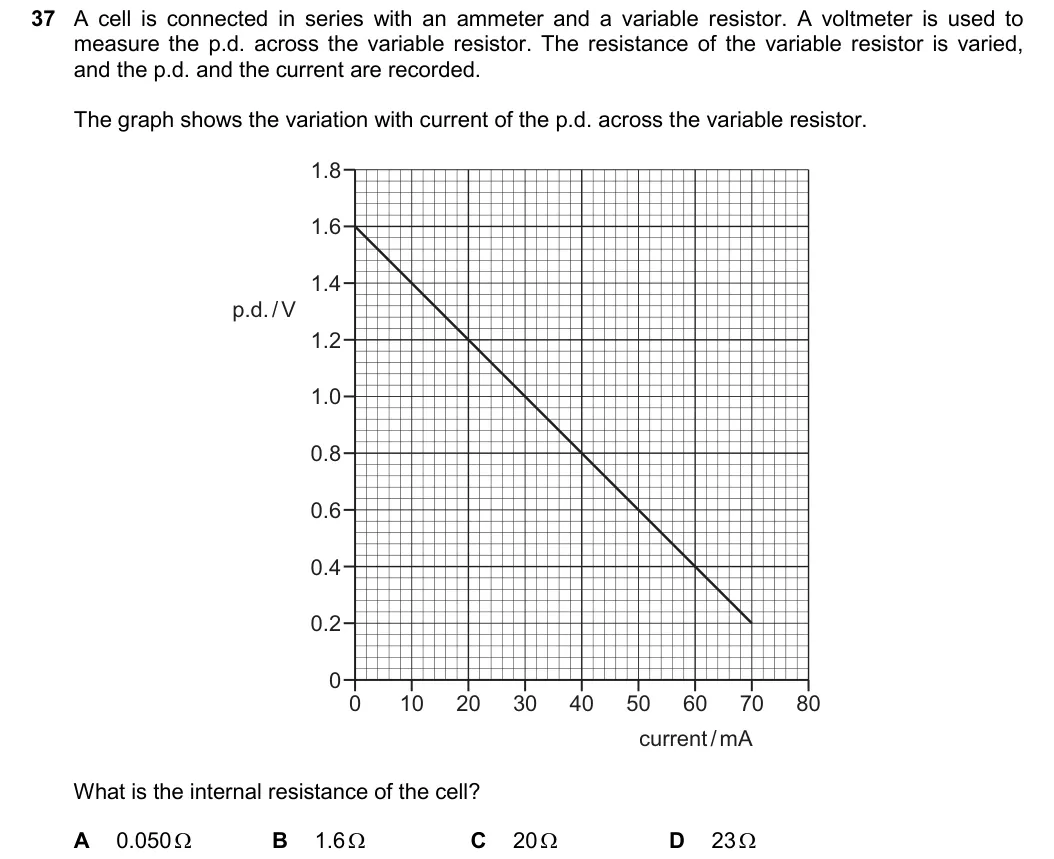 37 A cell is connected in series with an ammeter and a variable resistor. A voltmeter is used to
measure the p.d. across the variable resistor. The resistance of the variable resistor is varied,
and the p.d. and the current are recorded.
The graph shows the variation with current of the p.d. across the variable resistor.
1.8
1.6
1.4
p.d./V
1.2
1.0
0.8
0.6
0.4
0.2
0
0 10 20 30 40 50 60 70 80
current/mA
What is the internal resistance of the cell?
A 0.050Ω B 1.6Ω C 20Ω D 23Ω